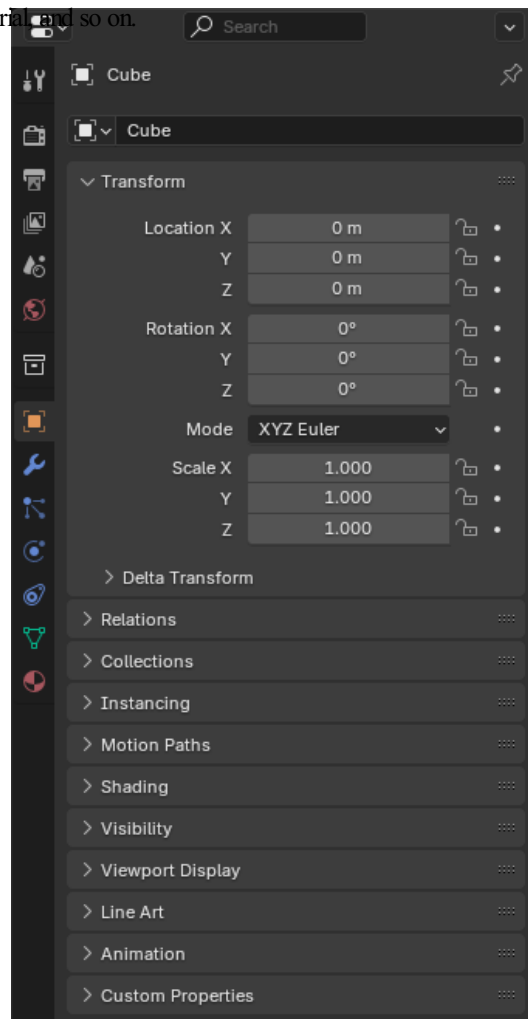 rial, and so on.
Search
Cube
Cube
Transform
Location X 0 m
Y 0 m
Z 0 m
Rotation X 0°
Y 0°
Z 0°
Mode XYZ Euler
Scale X 1.000
Y 1.000
Z 1.000
Delta Transform
Relations
Collections
Instancing
Motion Paths
Shading
Visibility
Viewport Display
Line Art
Animation
Custom Properties